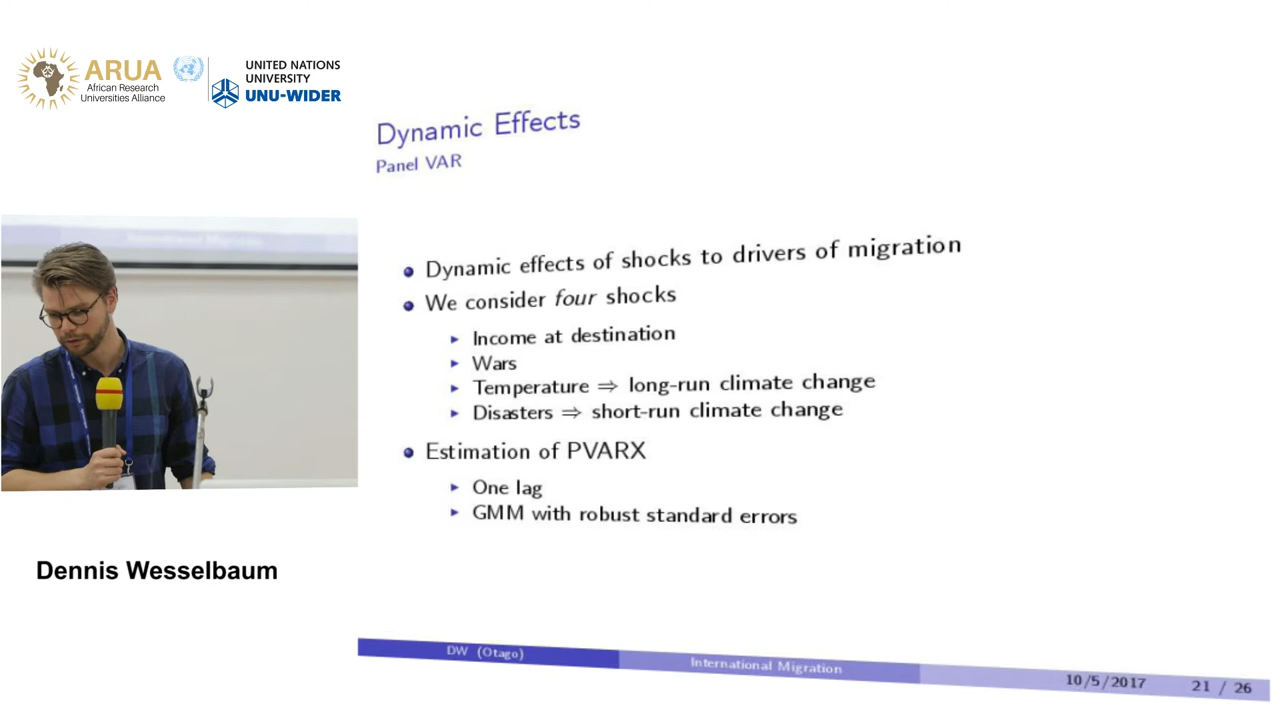 ARUA
African Research
Universities Alliance
UNITED NATIONS
UNIVERSITY
UNU-WIDER
Dynamic Effects
Panel VAR
Dynamic effects of shocks to drivers of migration
We consider four shocks
Income at destination
Wars
Temperature ⇒ long-run climate change
Disasters ⇒ short-run climate change
Estimation of PVARX
One lag
GMM with robust standard errors
Dennis Wesselbaum
DW (Otago)
International Migration
10/5/2017
21 / 26